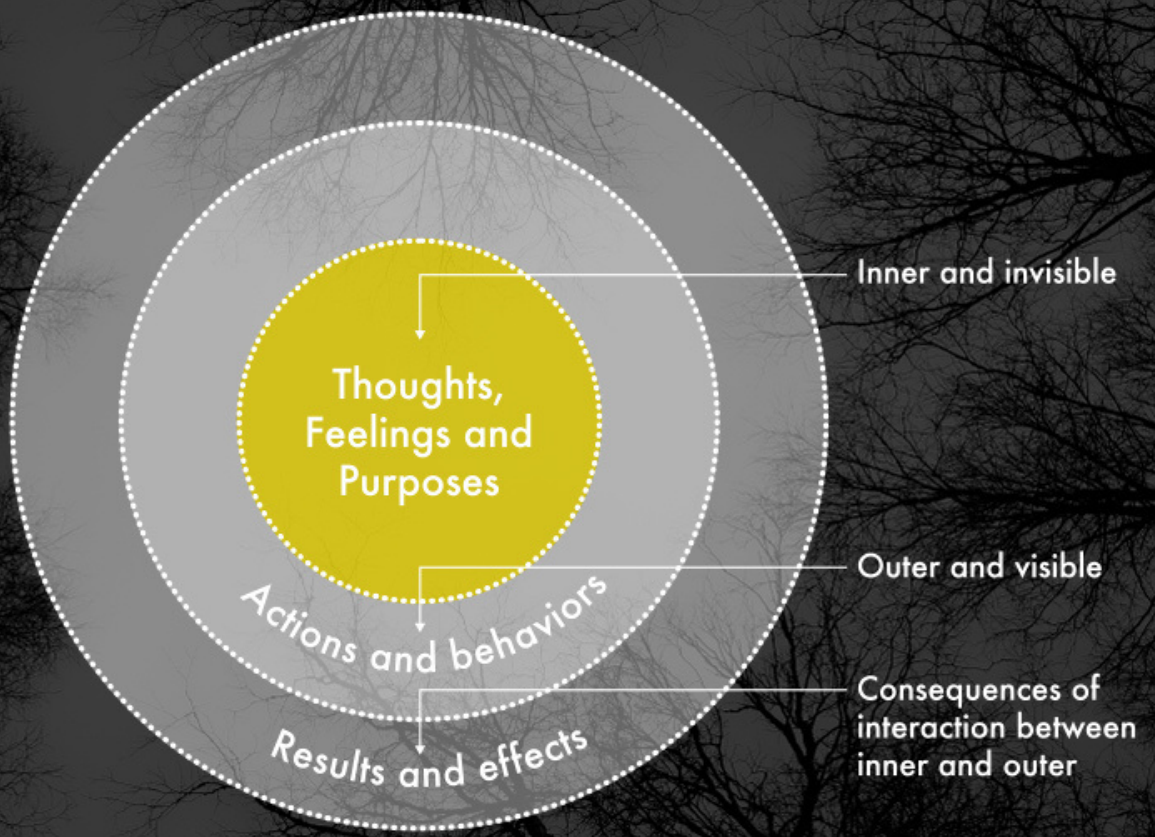 Inner and invisible
Thoughts,
Feelings and
Purposes
Outer and visible
Actions and behaviors
Consequences of
interaction between
inner and outer
Results and effects